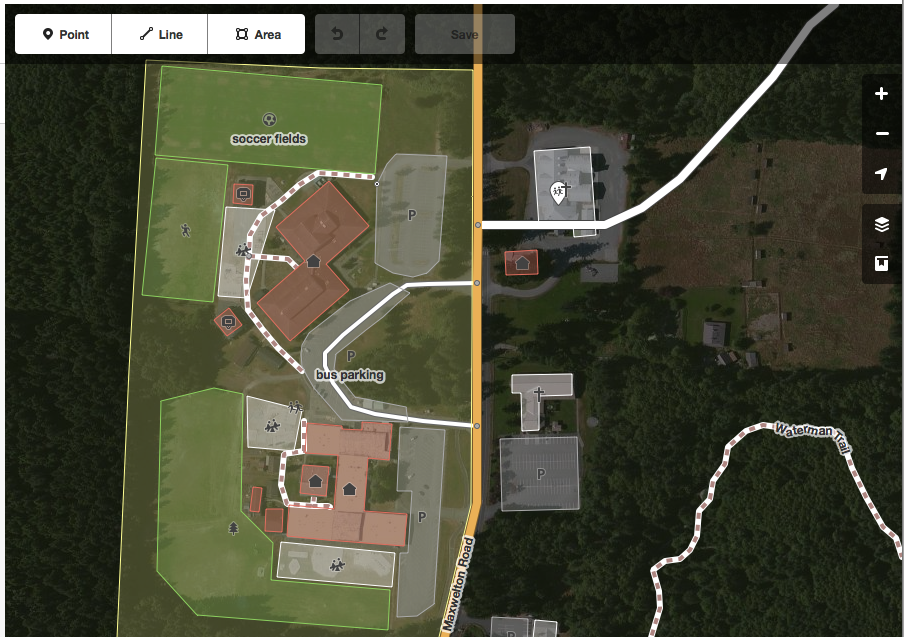 Point
Line
Area
Save
soccer fields
P
P
bus parking
Waterman Trail
P
P
Maxwelton Road
P